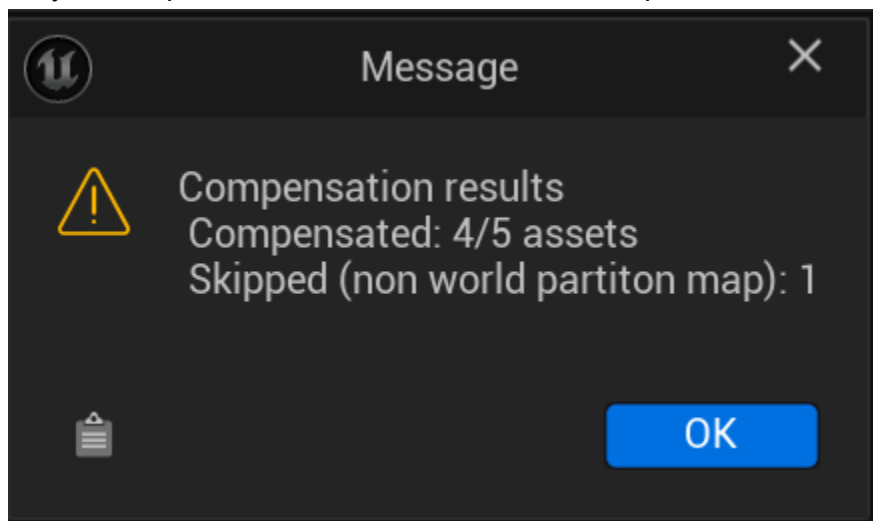 Message
Compensation results
Compensated: 4/5 assets
Skipped (non world partiton map): 1
OK